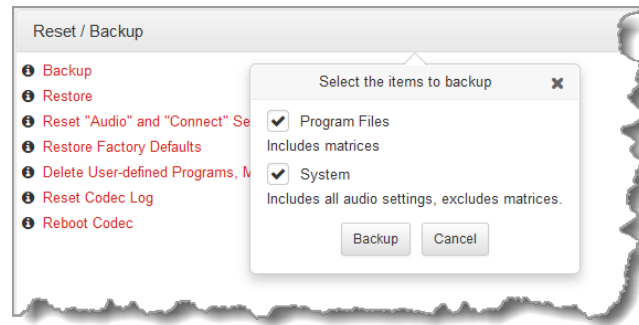 Reset / Backup
Backup
Restore
Reset "Audio" and "Connect" Se
Restore Factory Defaults
Delete User-defined Programs, M
Reset Codec Log
Reboot Codec
Select the items to backup
Program Files
Includes matrices
System
Includes all audio settings, excludes matrices.
Backup Cancel